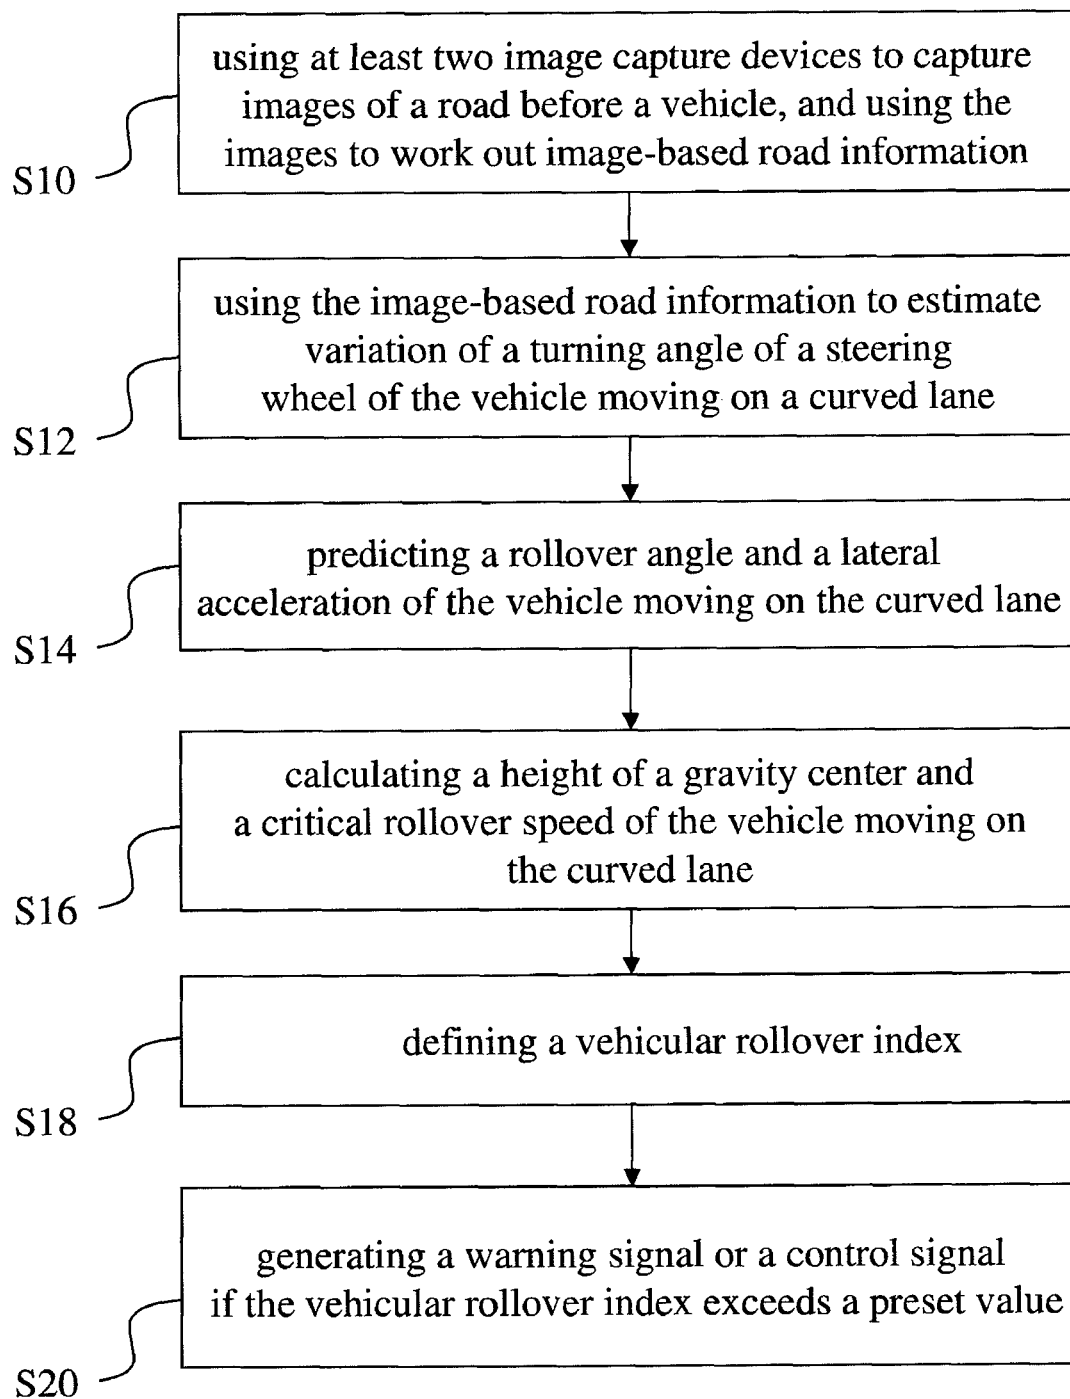 using at least two image capture devices to capture
images of a road before a vehicle, and using the
images to work out image-based road information
S10
using the image-based road information to estimate
variation of a turning angle of a steering
wheel of the vehicle moving on a curved lane
S12
predicting a rollover angle and a lateral
acceleration of the vehicle moving on the curved lane
S14
calculating a height of a gravity center and
a critical rollover speed of the vehicle moving on
the curved lane
S16
defining a vehicular rollover index
S18
generating a warning signal or a control signal
if the vehicular rollover index exceeds a preset value
S20